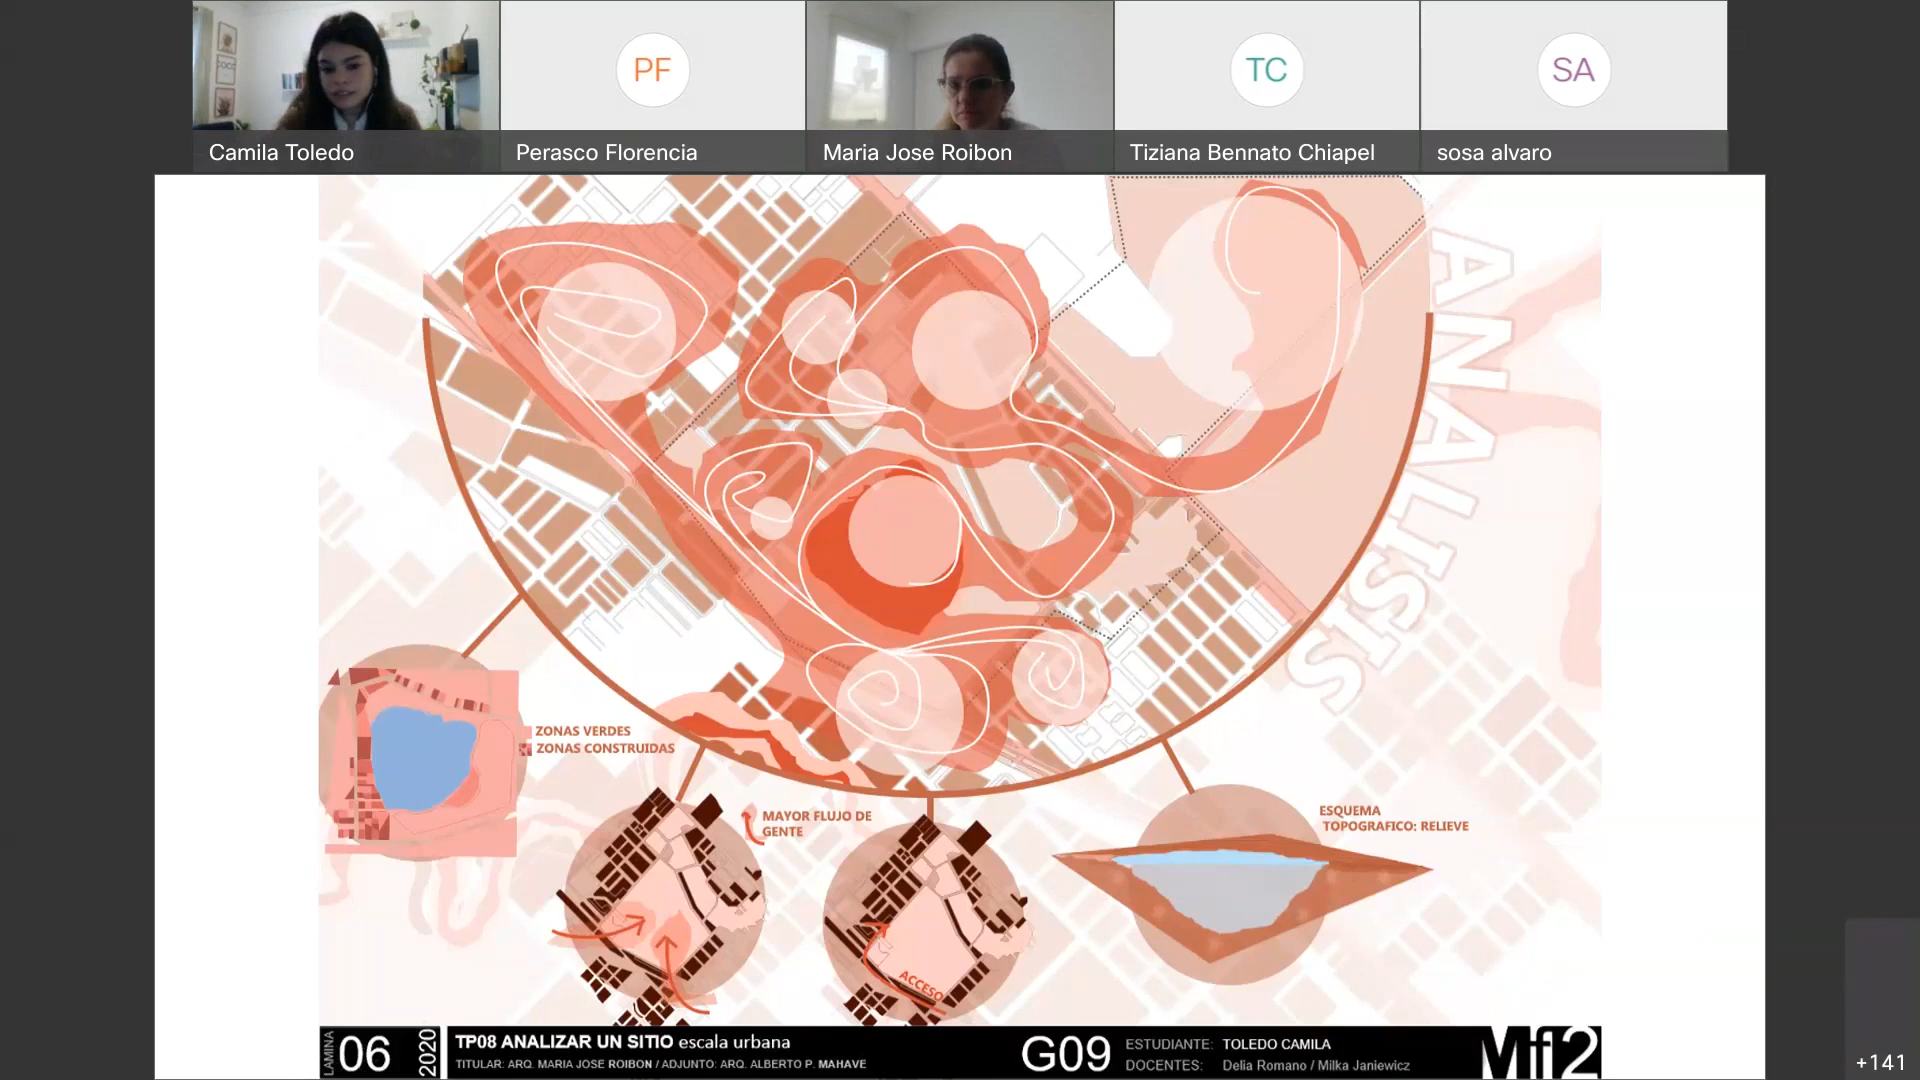 PF
TC
SA
Camila Toledo
Perasco Florencia
Maria Jose Roibon
Tiziana Bennato Chiapel
sosa alvaro
ANALISIS
ZONAS VERDES
ZONAS CONSTRUIDAS
MAYOR FLUJO DE
GENTE
ACCESO
ESQUEMA
TOPOGRAFICO: RELIEVE
LAMINA
06
2020
TP08 ANALIZAR UN SITIO escala urbana
TITULAR: ARQ. MARIA JOSE ROIBON / ADJUNTO: ARQ. ALBERTO P. MAHAVE
G09
ESTUDIANTE: TOLEDO CAMILA
DOCENTES: Delia Romano / Milka Janiewicz
Mfi2
+141